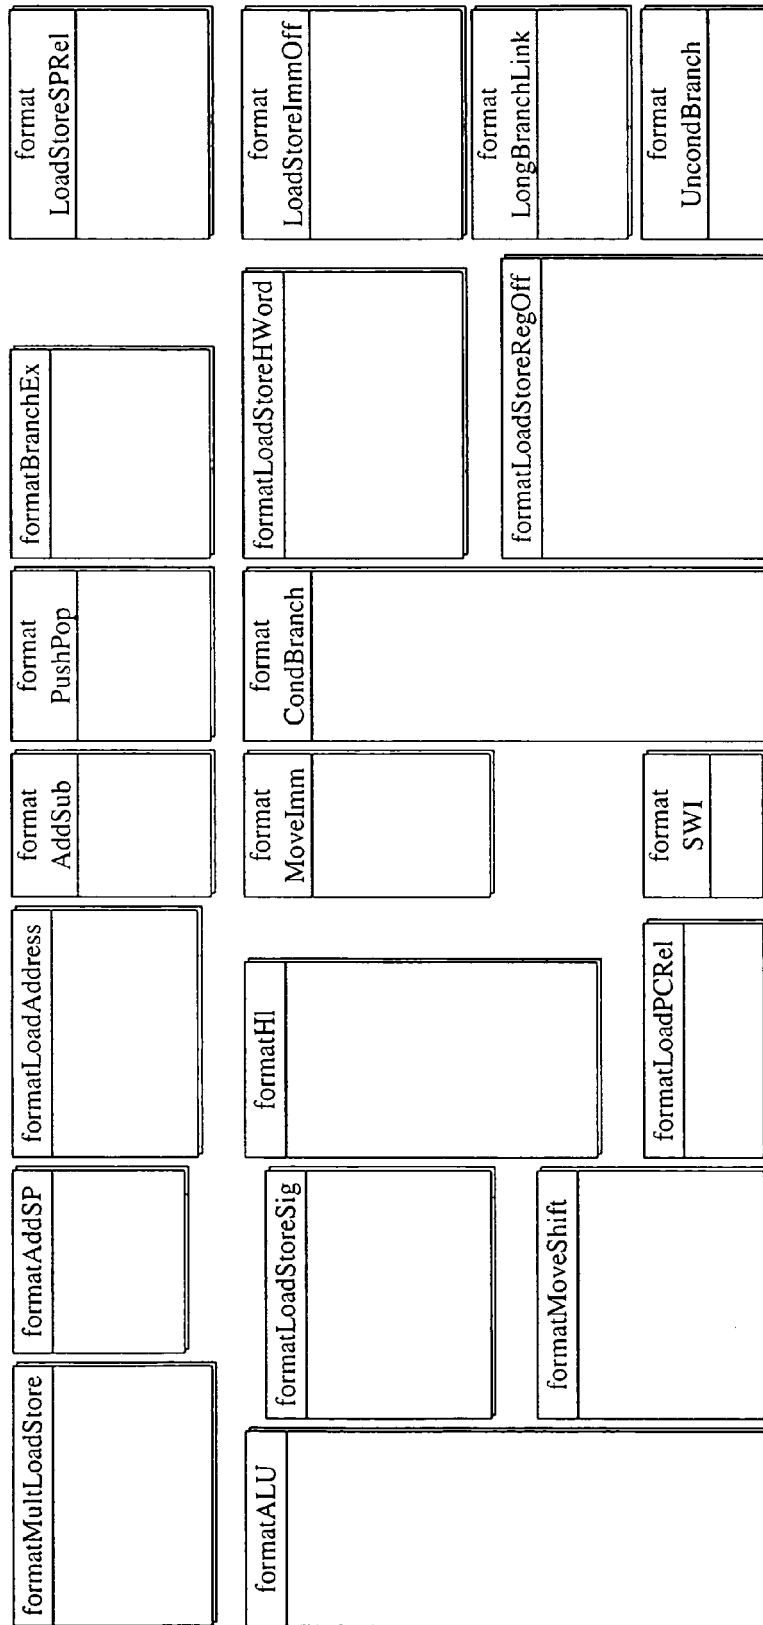 formatMultLoadStore
formatAddSP
formatLoadAddress
format
AddSub
format
PushPop
formatBranchEx
format
LoadStoreSPRel
formatALU
formatLoadStoreSig
formatHl
format
MoveImm
format
CondBranch
formatLoadStoreHWord
format
LoadStoreImmOff
formatMoveShift
formatLoadPCRel
format
SWI
formatLoadStoreRegOff
format
LongBranchLink
format
UncondBranch